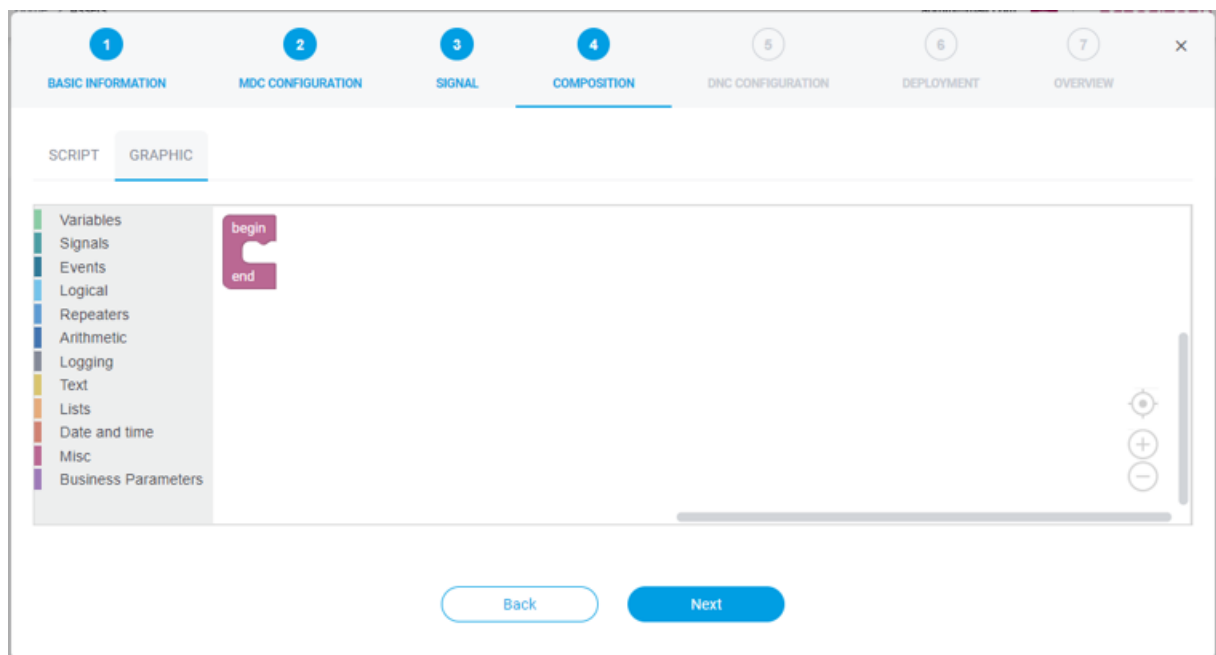 1 2 3 4 5 6 7
BASIC INFORMATION MDC CONFIGURATION SIGNAL COMPOSITION DNC CONFIGURATION DEPLOYMENT OVERVIEW
SCRIPT GRAPHIC
Variables
Signals
Events
Logical
Repeaters
Arithmetic
Logging
Text
Lists
Date and time
Misc
Business Parameters
begin
end
Back Next